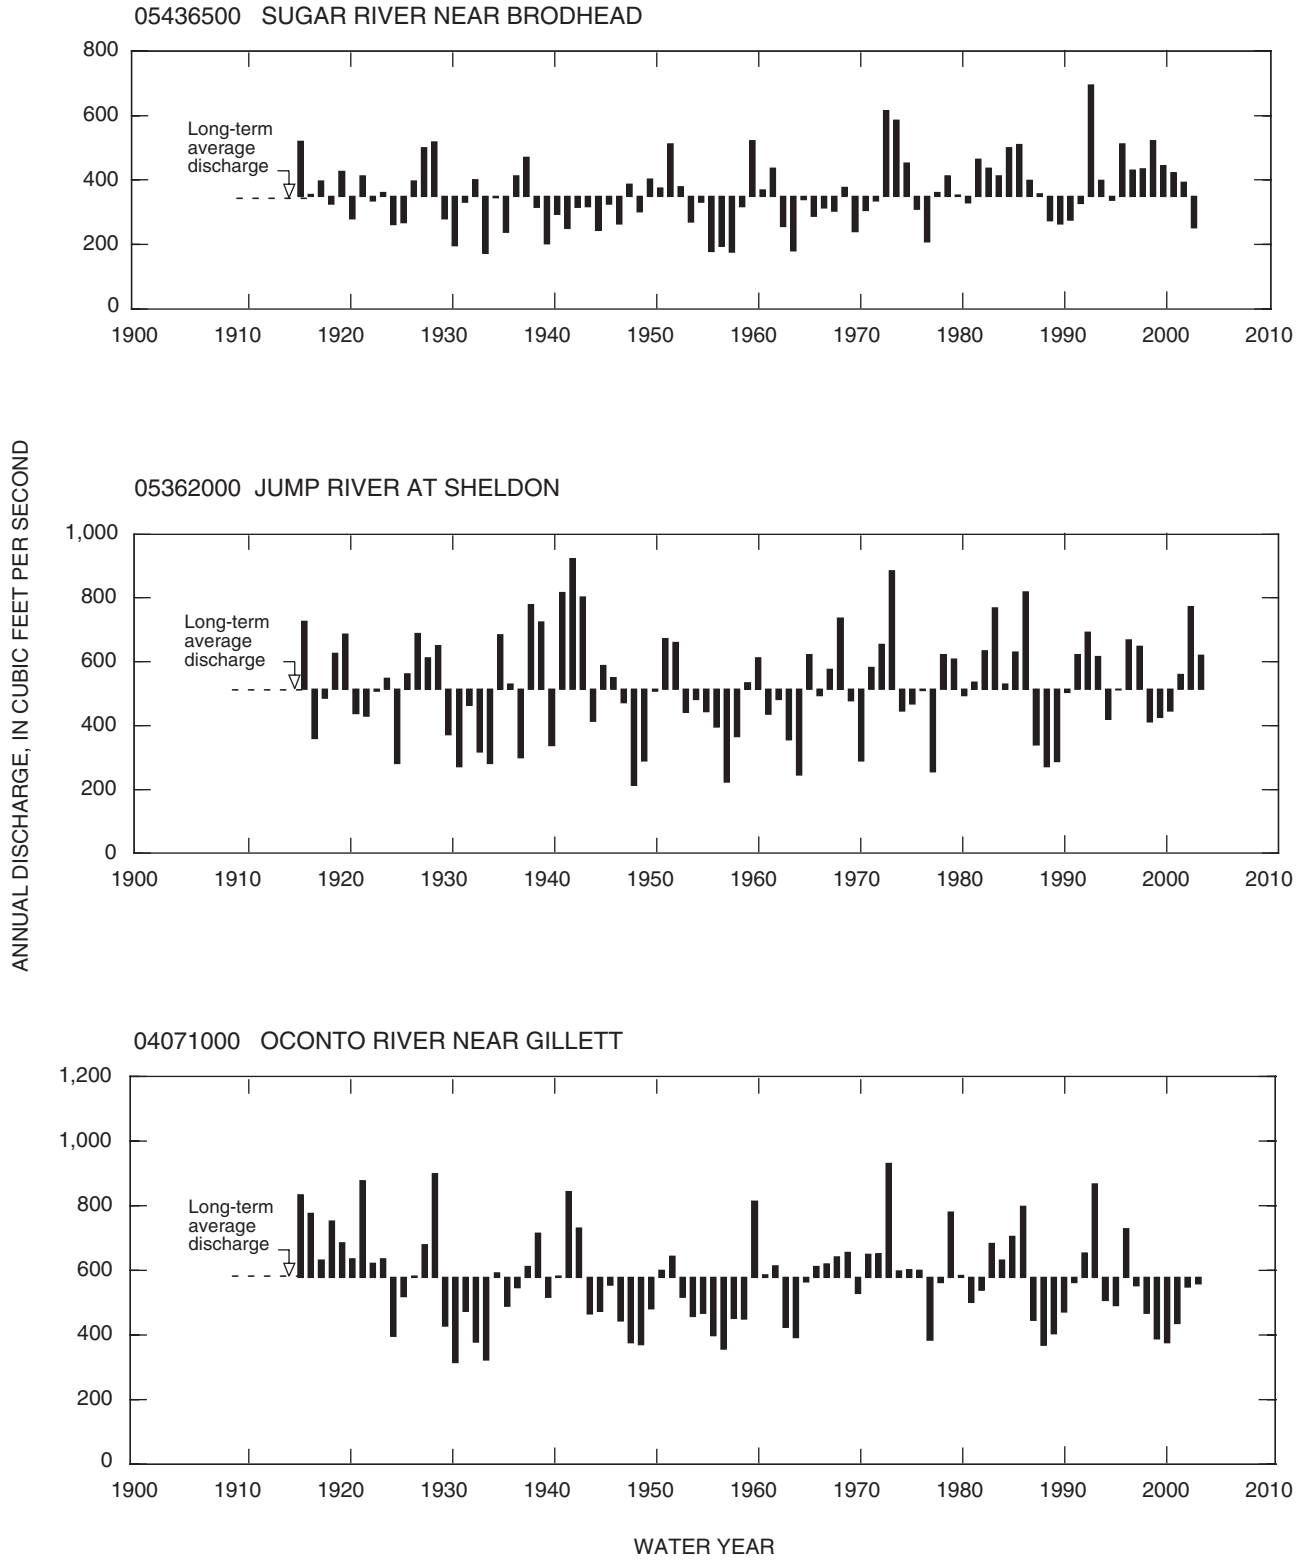 05436500 SUGAR RIVER NEAR BRODHEAD
800
600
400
200
0
Long-term
average
discharge
1900 1910 1920 1930 1940 1950 1960 1970 1980 1990 2000 2010
ANNUAL DISCHARGE, IN CUBIC FEET PER SECOND
05362000 JUMP RIVER AT SHELDON
1,000
800
600
400
200
0
Long-term
average
discharge
1900 1910 1920 1930 1940 1950 1960 1970 1980 1990 2000 2010
04071000 OCONTO RIVER NEAR GILLETT
1,200
1,000
800
600
400
200
0
Long-term
average
discharge
1900 1910 1920 1930 1940 1950 1960 1970 1980 1990 2000 2010
WATER YEAR